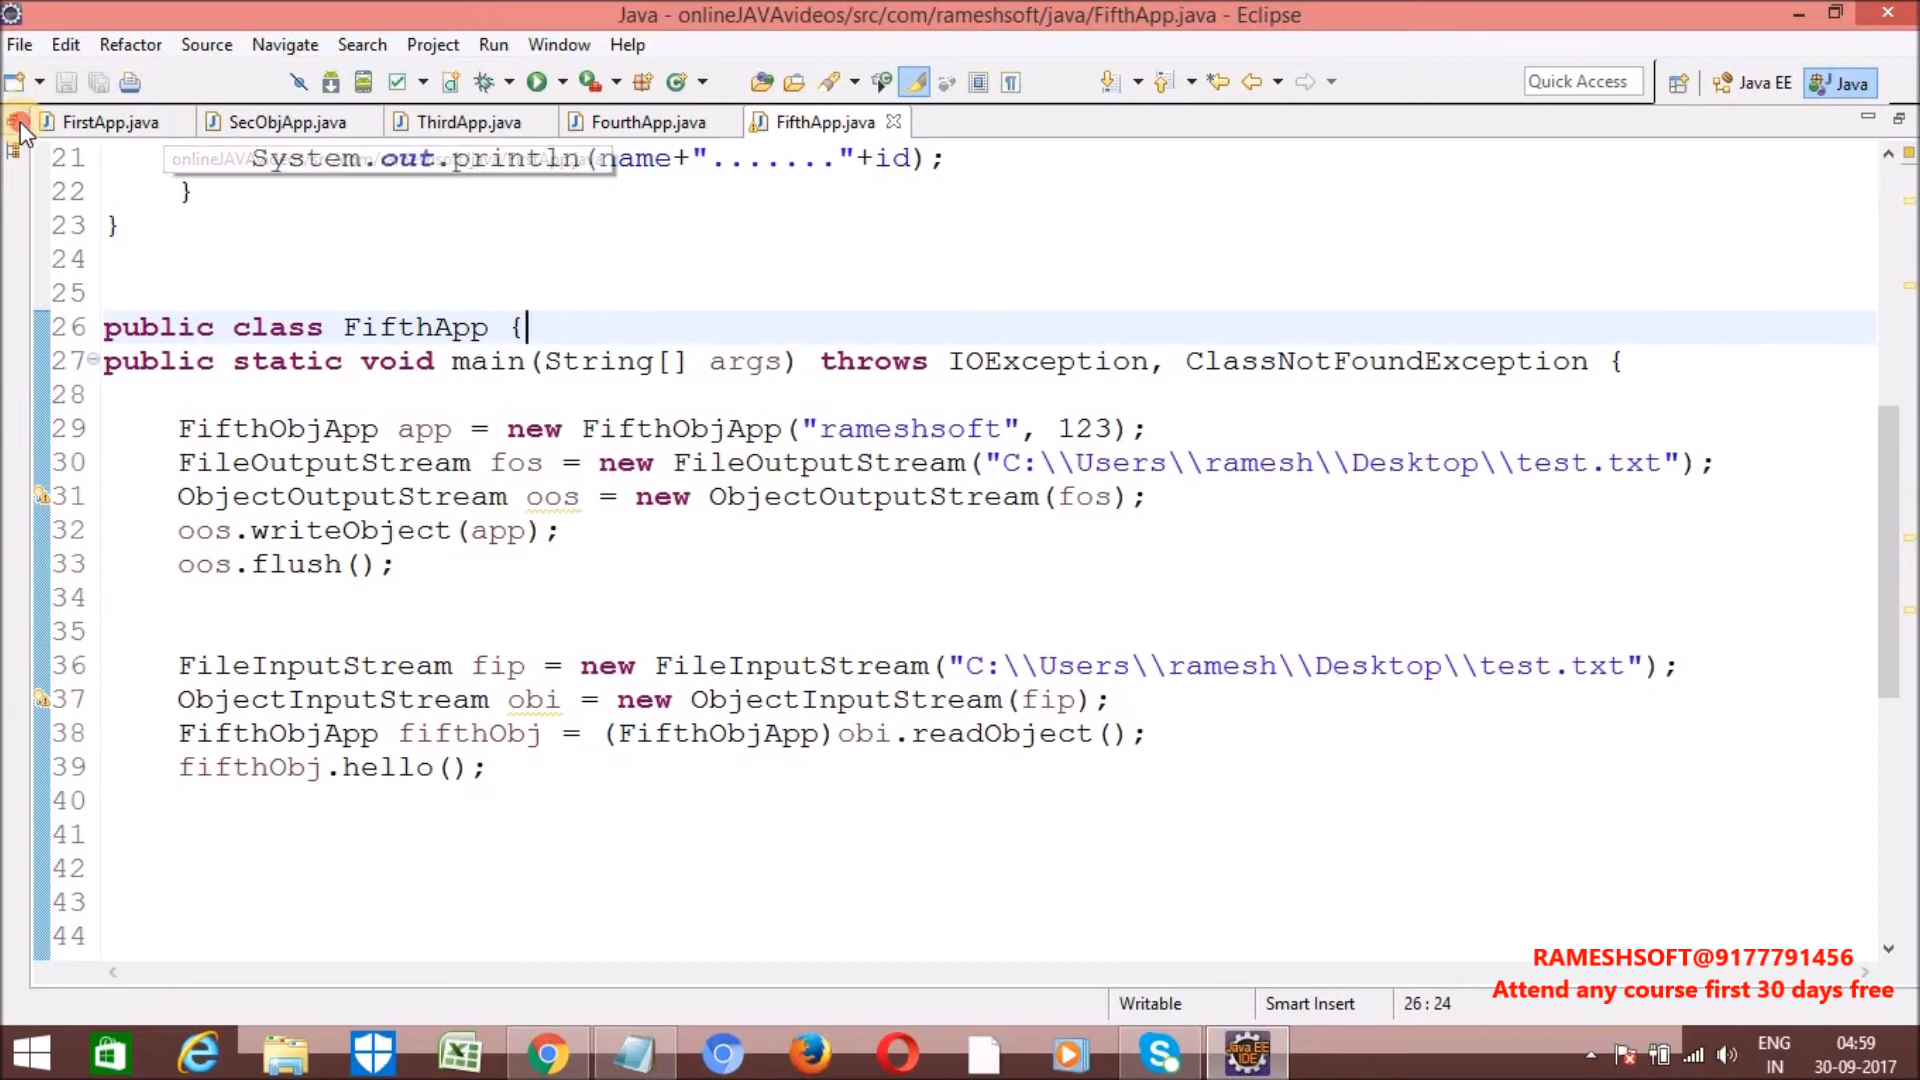 Java - onlineJAVAvideos/src/com/rameshsoft/java/FifthApp.java - Eclipse
File Edit Refactor Source Navigate Search Project Run Window Help
Quick Access Java EE Java
FirstApp.java SecObjApp.java ThirdApp.java FourthApp.java FifthApp.java
21 System.out.println(name+"......."+id);
22 }
23 }
24
25
26 public class FifthApp {
27 public static void main(String[] args) throws IOException, ClassNotFoundException {
28
29 FifthObjApp app = new FifthObjApp("rameshsoft", 123);
30 FileOutputStream fos = new FileOutputStream("C:\\Users\\ramesh\\Desktop\\test.txt");
31 ObjectOutputStream oos = new ObjectOutputStream(fos);
32 oos.writeObject(app);
33 oos.flush();
34
35
36 FileInputStream fip = new FileInputStream("C:\\Users\\ramesh\\Desktop\\test.txt");
37 ObjectInputStream obi = new ObjectInputStream(fip);
38 FifthObjApp fifthObj = (FifthObjApp)obi.readObject();
39 fifthObj.hello();
40
41
42
43
44
RAMESHSOFT@9177791456
Attend any course first 30 days free
Writable Smart Insert 26 : 24
Java EE
IDE
ENG
IN
04:59
30-09-2017